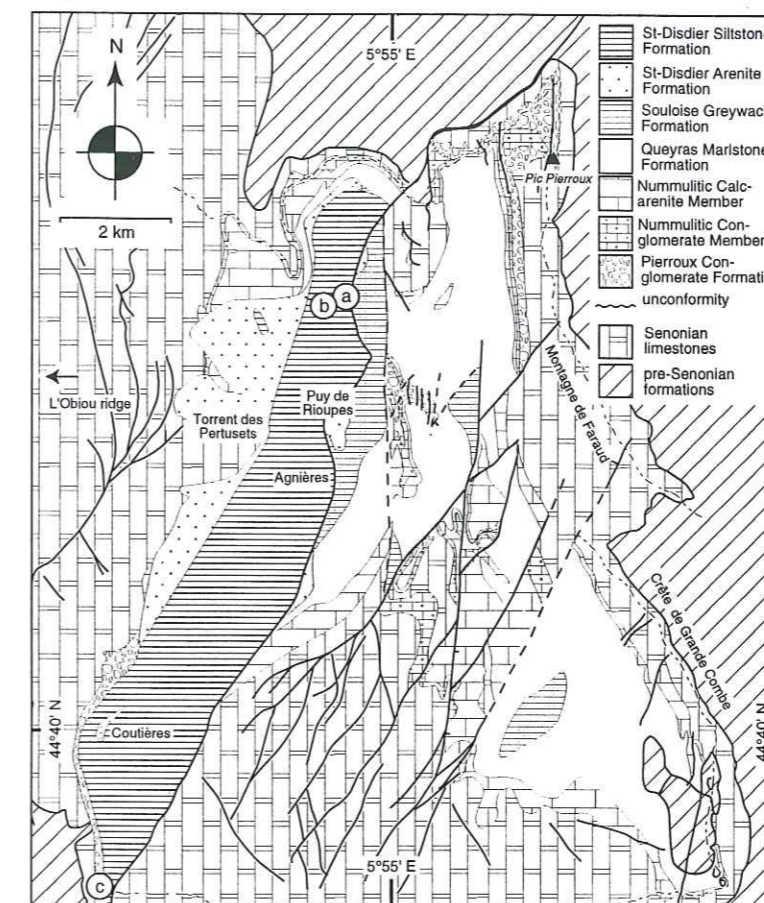 5°55' E
N
2 km
St-Disdier Siltston
Formation
St-Disdier Arenite
Formation
Souloise Greywac
Formation
Queyras Marlstone
Formation
Nummulitic Calc-
arenite Member
Nummulitic Con-
glomerate Member
Pierroux Con-
glomerate Formati
unconformity
Senonian
limestones
pre-Senonian
formations
Pic Pierroux
b
a
L'Obiou ridge
Torrent des
Pertusets
Puy de
Rioupes
Agnières
Montagne de Faraud
Crête de Grande Combe
44°40' N
Coutières
44°40' N
5°55' E
c